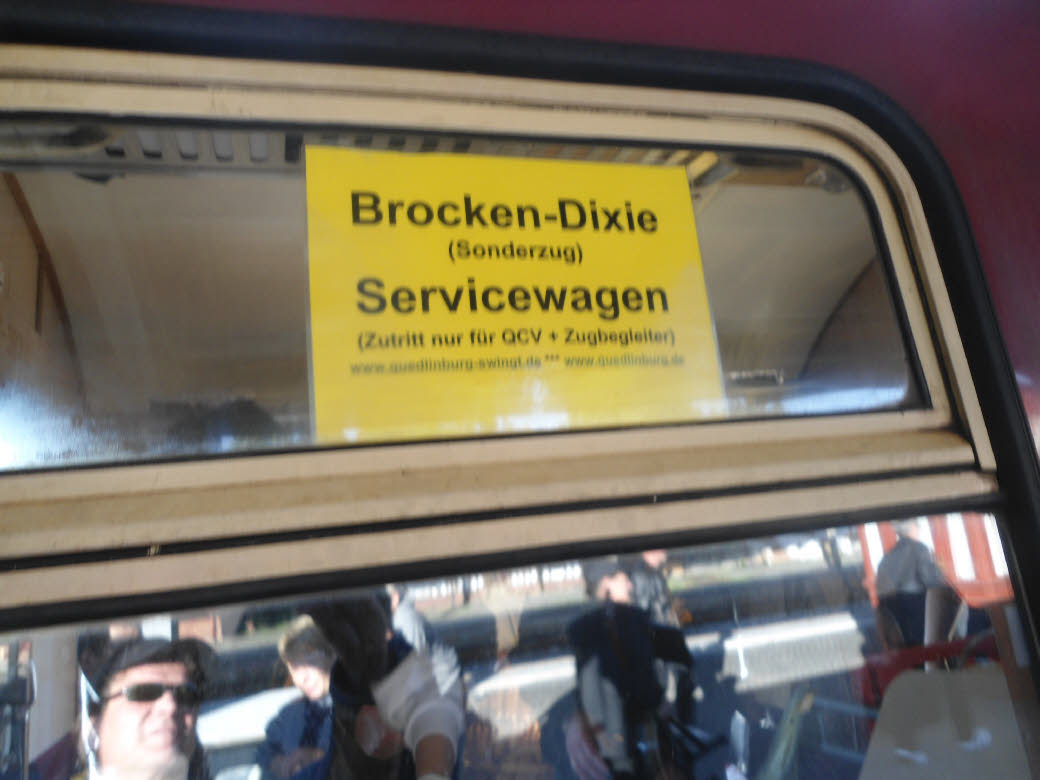 Brocken-Dixie
(Sonderzug)
Servicewagen
(Zutritt nur für QCV + Zugbegleiter)
www.quedlinburg-swingt.de *** www.quedlinburg.de